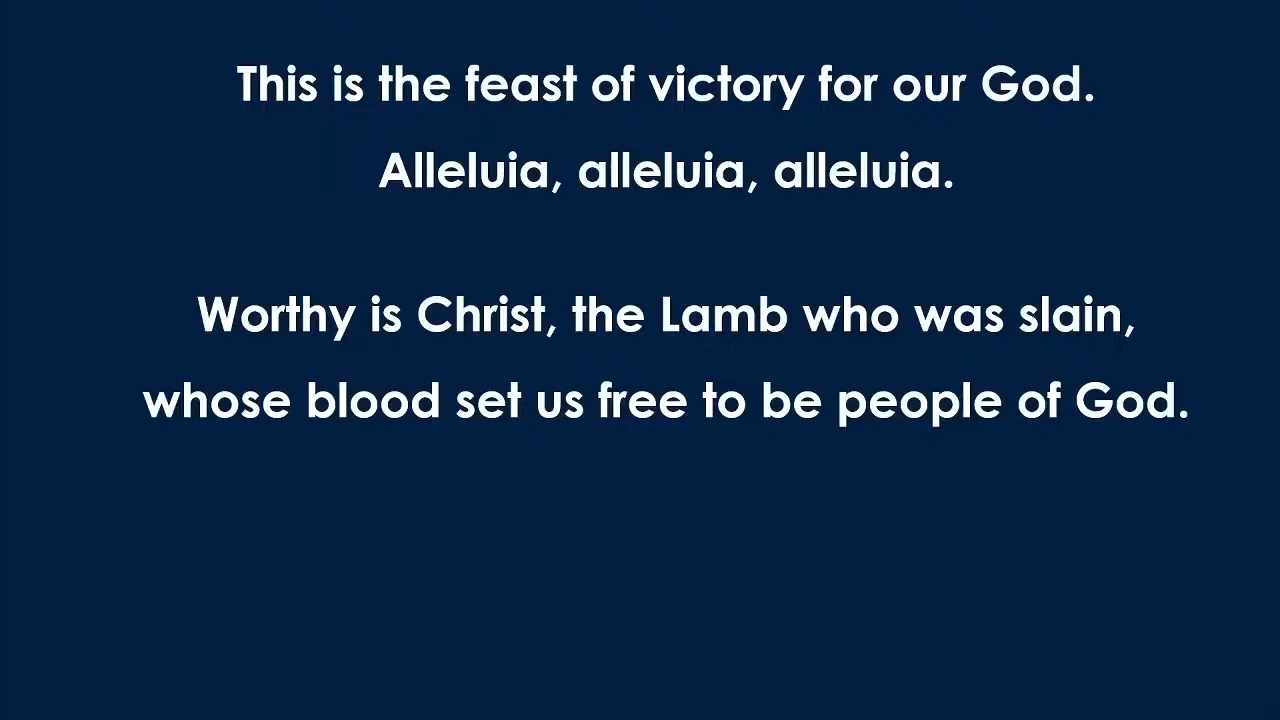 This is the feast of victory for our God.
Alleluia, alleluia, alleluia.
Worthy is Christ, the Lamb who was slain,
whose blood set us free to be people of God.